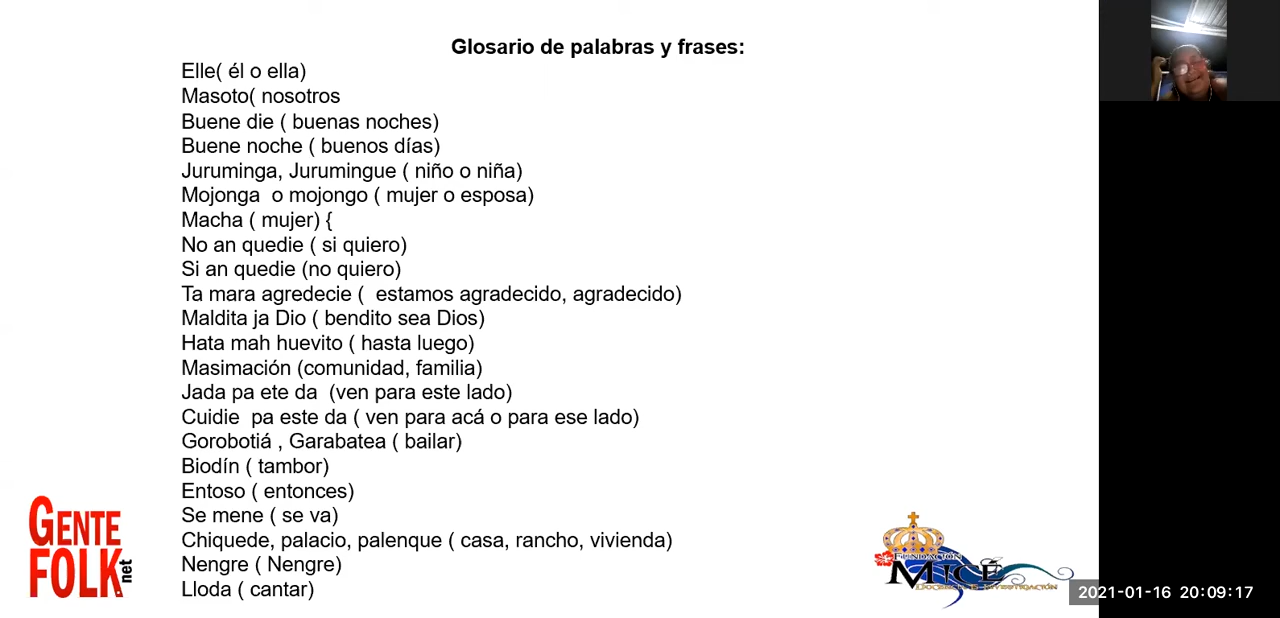 Glosario de palabras y frases:
Elle( él o ella)
Masoto( nosotros
Buene die ( buenas noches)
Buene noche ( buenos días)
Juruminga, Jurumingue ( niño o niña)
Mojonga  o mojongo ( mujer o esposa)
Macha ( mujer) {
No an quedie ( si quiero)
Si an quedie (no quiero)
Ta mara agredecie (  estamos agradecido, agradecido)
Maldita ja Dio ( bendito sea Dios)
Hata mah huevito ( hasta luego)
Masimación (comunidad, familia)
Jada pa ete da  (ven para este lado)
Cuidie  pa este da ( ven para acá o para ese lado)
Gorobotiá , Garabatea ( bailar)
Biodín ( tambor)
Entoso ( entonces)
Se mene ( se va)
Chiquede, palacio, palenque ( casa, rancho, vivienda)
Nengre ( Nengre)
Lloda ( cantar)
GENTE
FOLK.net
FUNDACIÓN
MICÉ
DOCENCIA E INVESTIGACIÓN
2021-01-16  20:09:17